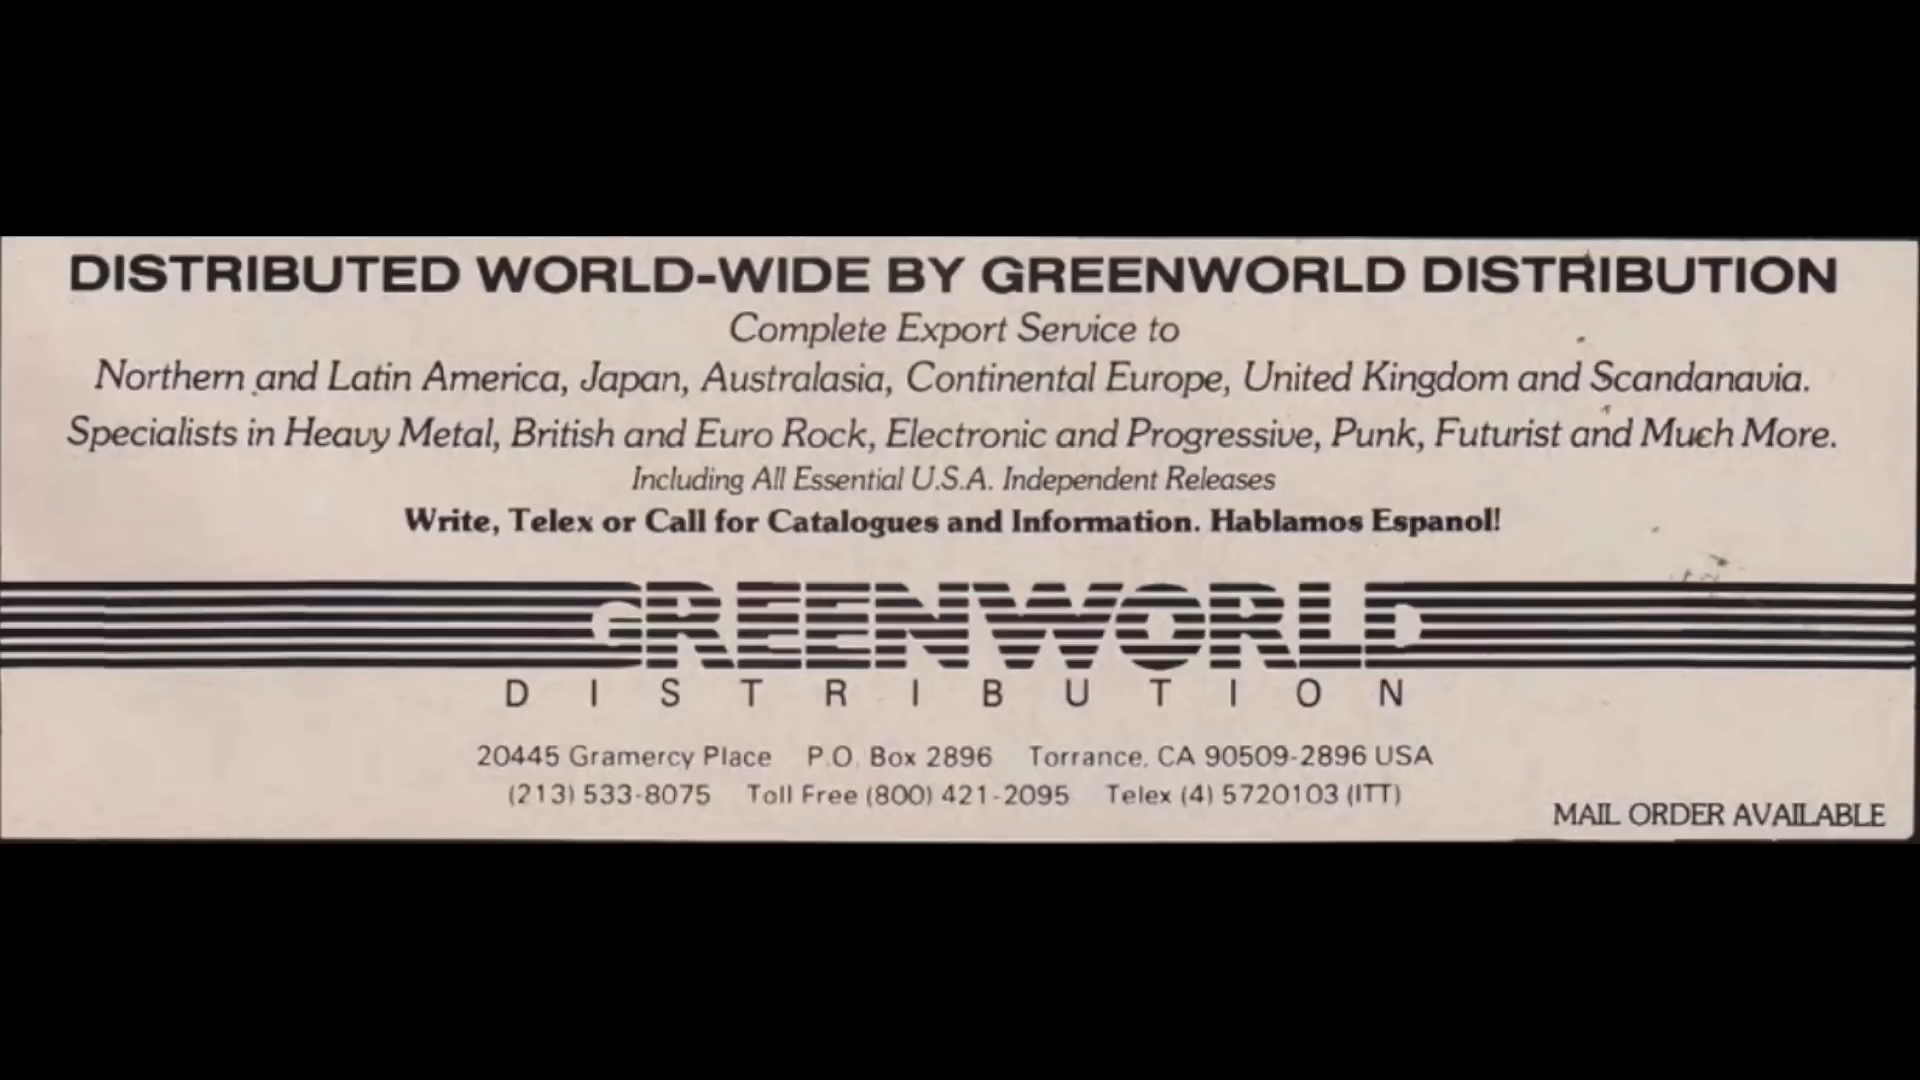 DISTRIBUTED WORLD-WIDE BY GREENWORLD DISTRIBUTION
Complete Export Service to
Northern and Latin America, Japan, Australasia, Continental Europe, United Kingdom and Scandanavia.
Specialists in Heavy Metal, British and Euro Rock, Electronic and Progressive, Punk, Futurist and Much More.
Including All Essential U.S.A. Independent Releases
Write, Telex or Call for Catalogues and Information. Hablamos Espanol!
GREENWORLD
DISTRIBUTION
20445 Gramercy Place P.O. Box 2896 Torrance, CA 90509-2896 USA
(213) 533-8075 Toll Free (800) 421-2095 Telex (4) 5720103 (ITT)
MAIL ORDER AVAILABLE